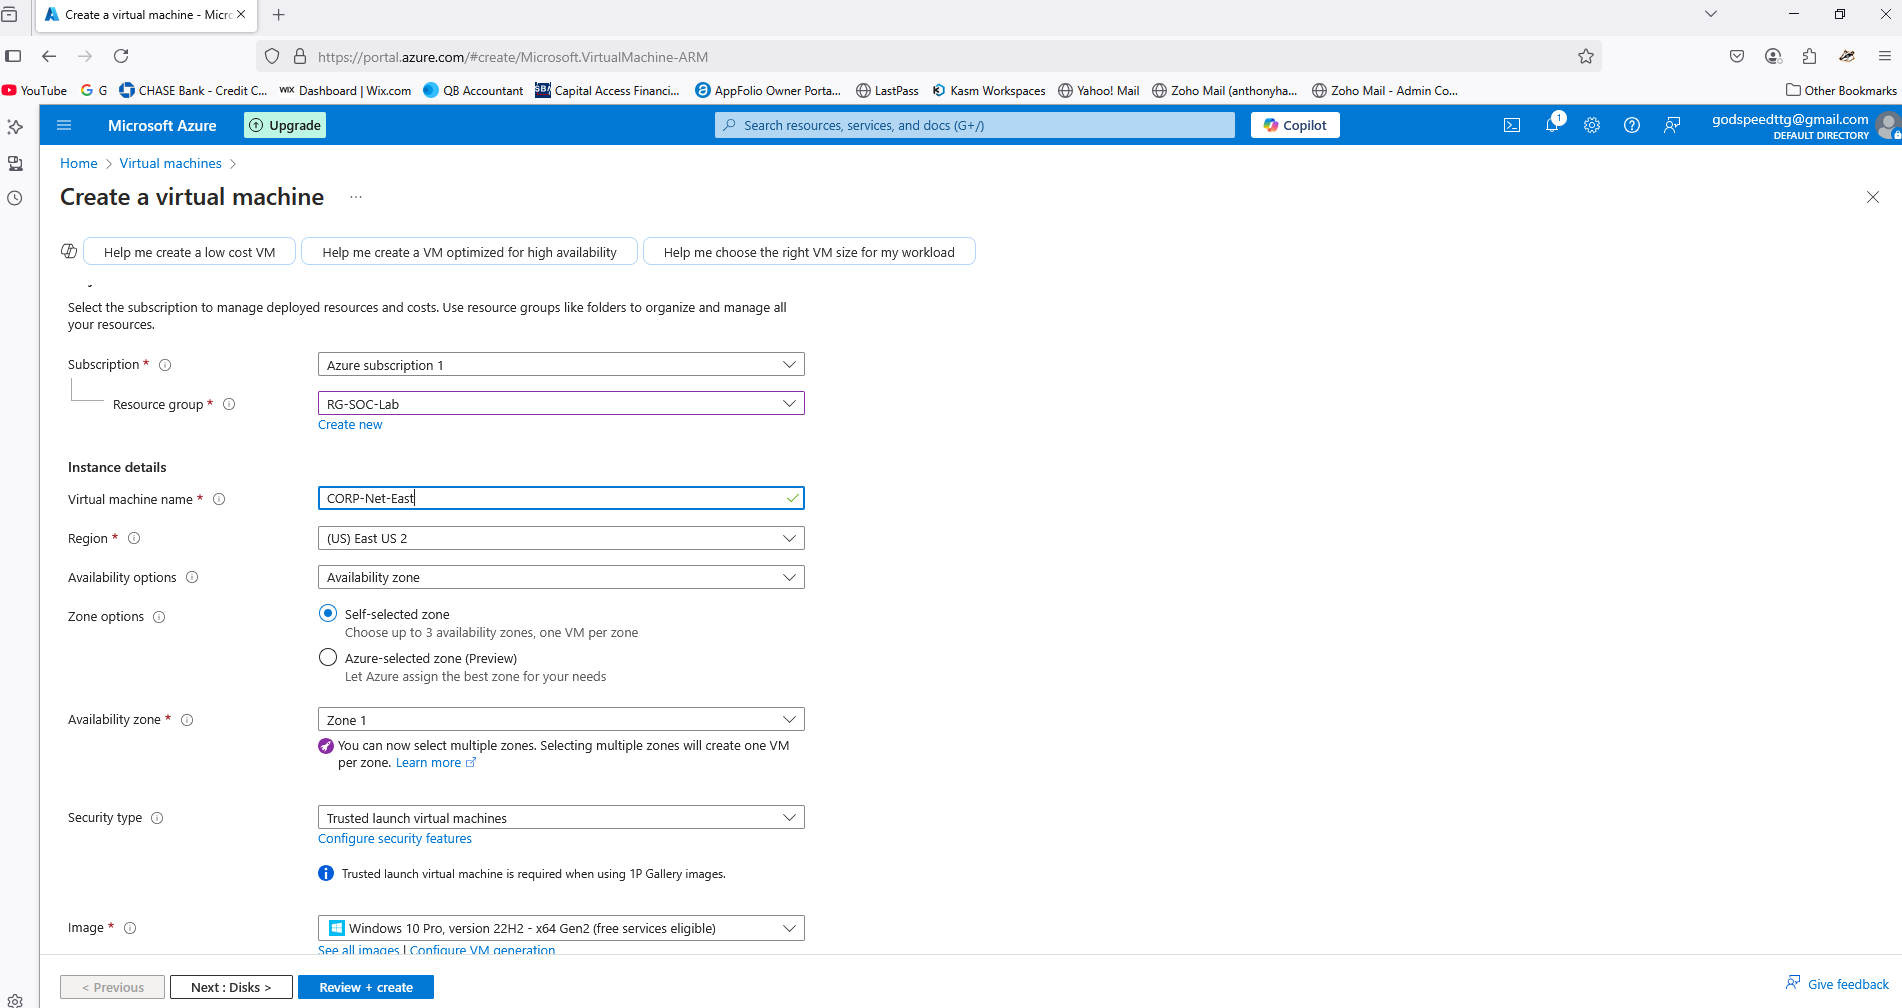 Create a virtual machine - Micro
https://portal.azure.com/#create/Microsoft.VirtualMachine-ARM
YouTube
G G
CHASE Bank - Credit C...
WIX Dashboard | Wix.com
QB Accountant
SBA Capital Access Financi...
AppFolio Owner Porta...
LastPass
Kasm Workspaces
Yahoo! Mail
Zoho Mail (anthonyha...
Zoho Mail - Admin Co...
Other Bookmarks
Microsoft Azure
Upgrade
Search resources, services, and docs (G+/)
Copilot
1
godspeedttg@gmail.com
DEFAULT DIRECTORY
Home > Virtual machines >
Create a virtual machine ...
Help me create a low cost VM
Help me create a VM optimized for high availability
Help me choose the right VM size for my workload
Select the subscription to manage deployed resources and costs. Use resource groups like folders to organize and manage all
your resources.
Subscription *
Azure subscription 1
Resource group *
RG-SOC-Lab
Create new
Instance details
Virtual machine name *
CORP-Net-East
Region *
(US) East US 2
Availability options
Availability zone
Zone options
Self-selected zone
Choose up to 3 availability zones, one VM per zone
Azure-selected zone (Preview)
Let Azure assign the best zone for your needs
Availability zone *
Zone 1
You can now select multiple zones. Selecting multiple zones will create one VM
per zone. Learn more
Security type
Trusted launch virtual machines
Configure security features
Trusted launch virtual machine is required when using 1P Gallery images.
Image *
Windows 10 Pro, version 22H2 - x64 Gen2 (free services eligible)
See all images | Configure VM generation
< Previous
Next : Disks >
Review + create
Give feedback